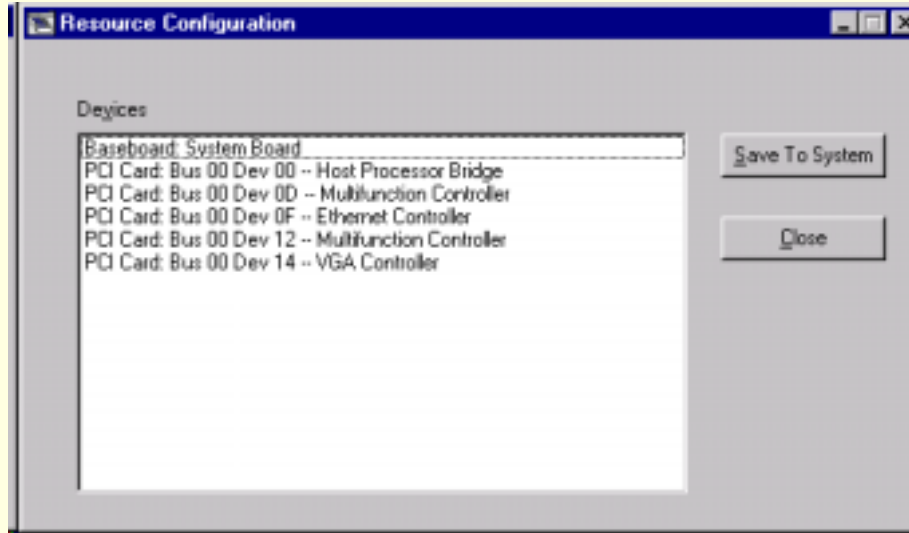 Resource Configuration
Devices
Baseboard: System Board
PCI Card: Bus 00 Dev 00 -- Host Processor Bridge
PCI Card: Bus 00 Dev 0D -- Multifunction Controller
PCI Card: Bus 00 Dev 0F -- Ethernet Controller
PCI Card: Bus 00 Dev 12 -- Multifunction Controller
PCI Card: Bus 00 Dev 14 -- VGA Controller
Save To System
Close